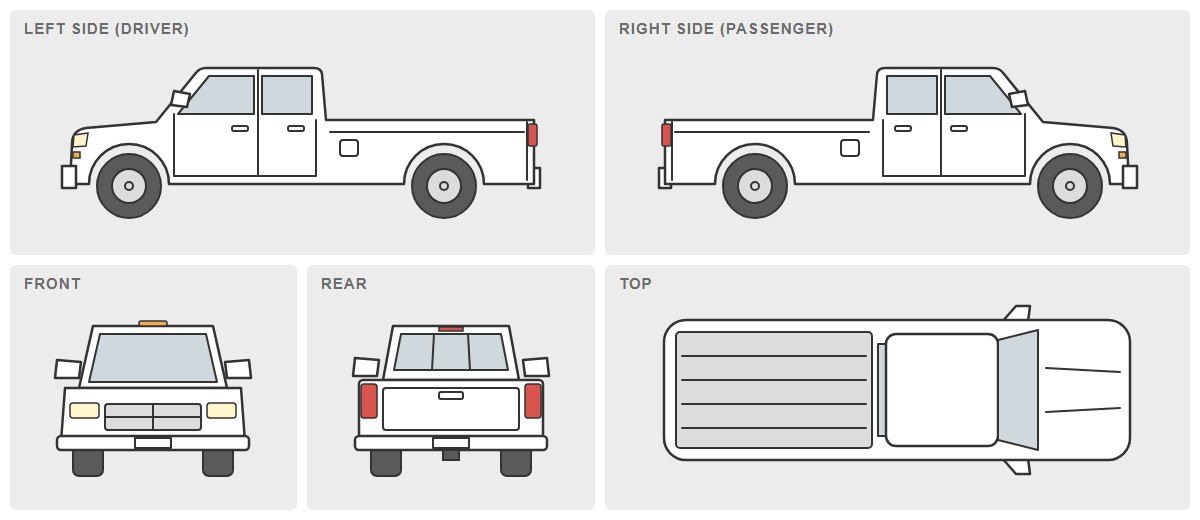 LEFT SIDE (DRIVER)
RIGHT SIDE (PASSENGER)
FRONT
REAR
TOP